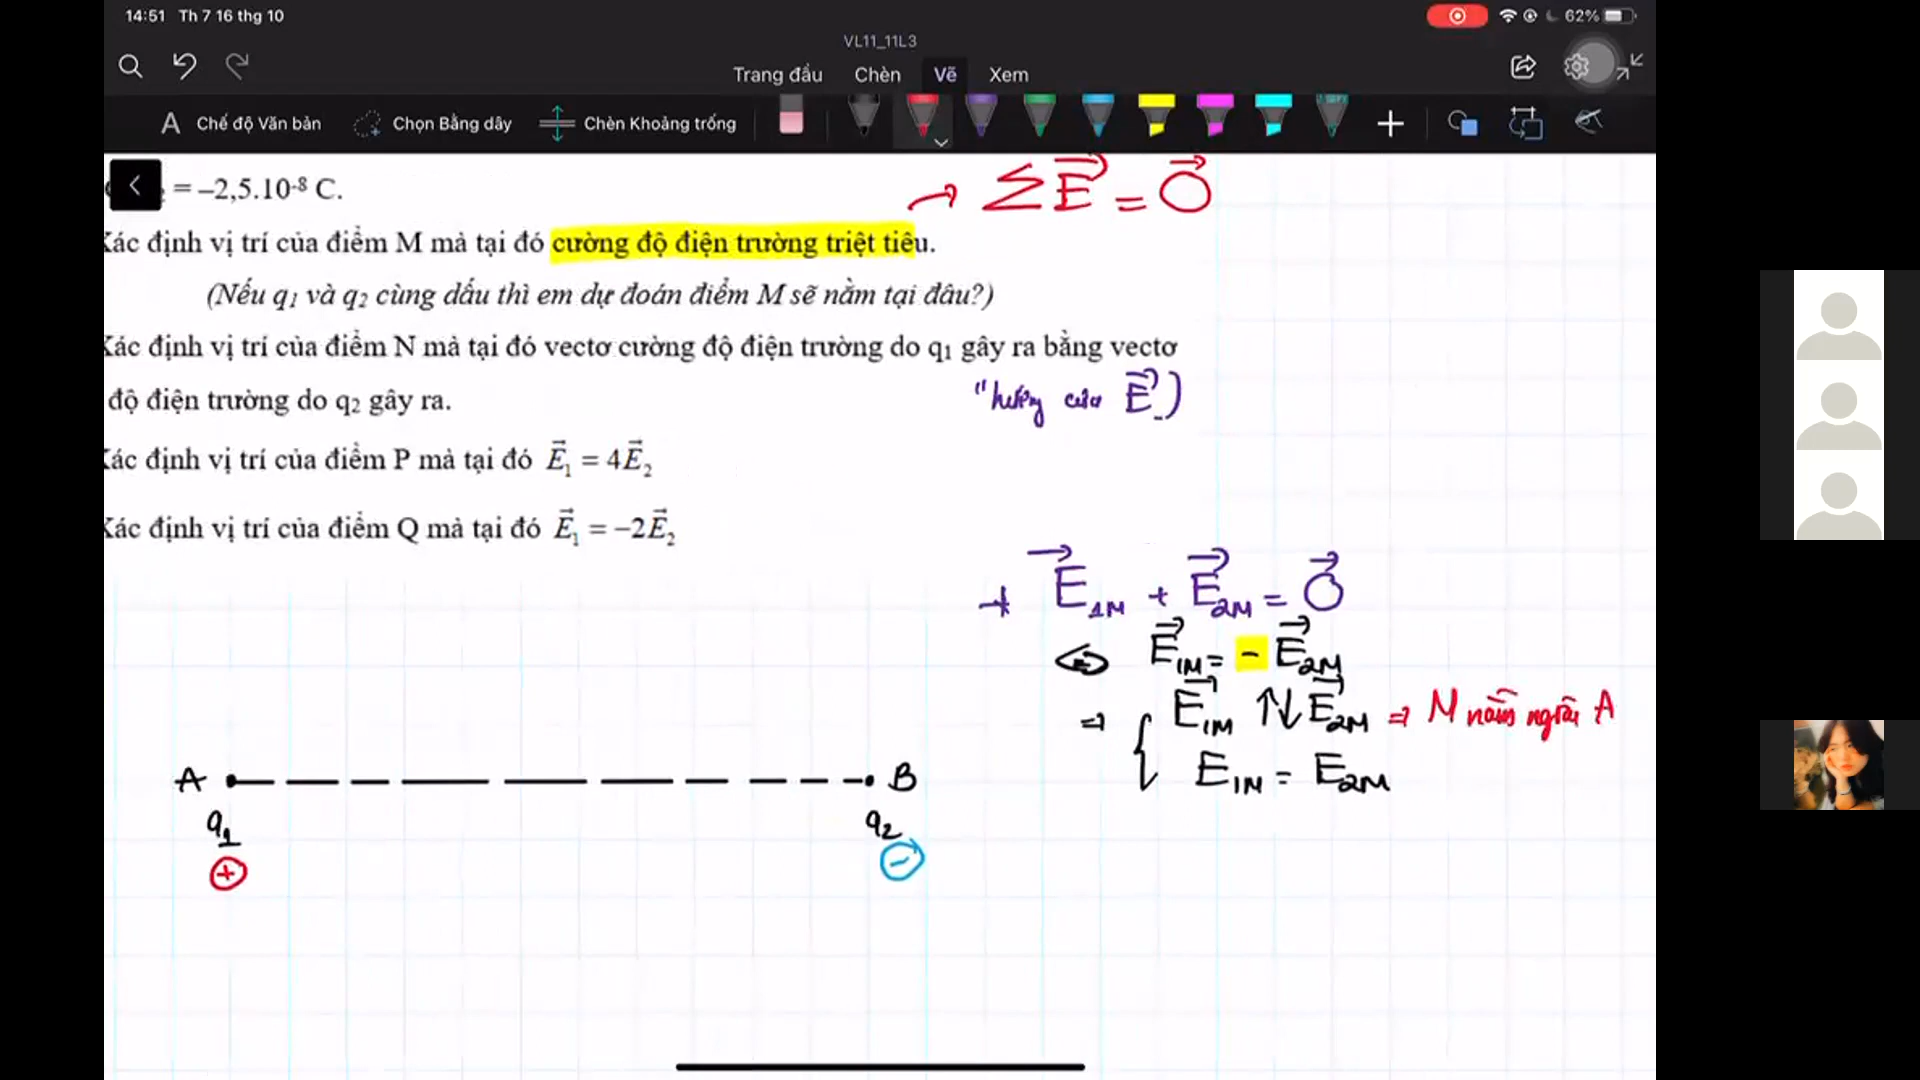 14:51 Th 7 16 thg 10
62%
VL11_11L3
Trang đầu Chèn Vẽ Xem
Chế độ Văn bản Chọn Bằng dây Chèn Khoảng trống
= –2,5.10⁻⁸ C.
→ ΣE⃗ = O⃗
Xác định vị trí của điểm M mà tại đó cường độ điện trường triệt tiêu.
(Nếu q₁ và q₂ cùng dấu thì em dự đoán điểm M sẽ nằm tại đâu?)
Xác định vị trí của điểm N mà tại đó vectơ cường độ điện trường do q₁ gây ra bằng vectơ
độ điện trường do q₂ gây ra.
"hướng của E⃗)
Xác định vị trí của điểm P mà tại đó E⃗₁ = 4E⃗₂
Xác định vị trí của điểm Q mà tại đó E⃗₁ = –2E⃗₂
+ E⃗1M + E⃗2M = O⃗
⇔ E⃗1M = - E⃗2M
⇒ { E⃗1M ↑↓ E⃗2M ⇒ M nằm ngoài A
E1M = E2M
A B
q₁ q₂
+ -